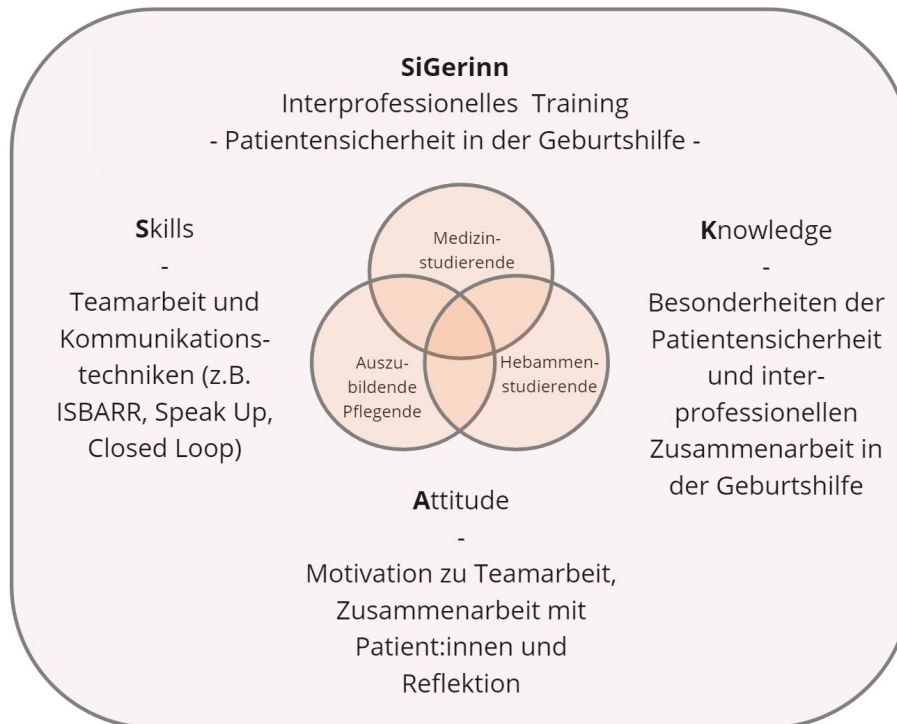 SiGerinn
Interprofessionelles Training
- Patientensicherheit in der Geburtshilfe -
Skills
-
Teamarbeit und
Kommunikations-
techniken (z.B.
ISBARR, Speak Up,
Closed Loop)
Medizin-
studierende
Auszu-
bildende
Pflegende
Hebammen-
studierende
Knowledge
-
Besonderheiten der
Patientensicherheit
und inter-
professionellen
Zusammenarbeit in
der Geburtshilfe
Attitude
-
Motivation zu Teamarbeit,
Zusammenarbeit mit
Patient:innen und
Reflektion